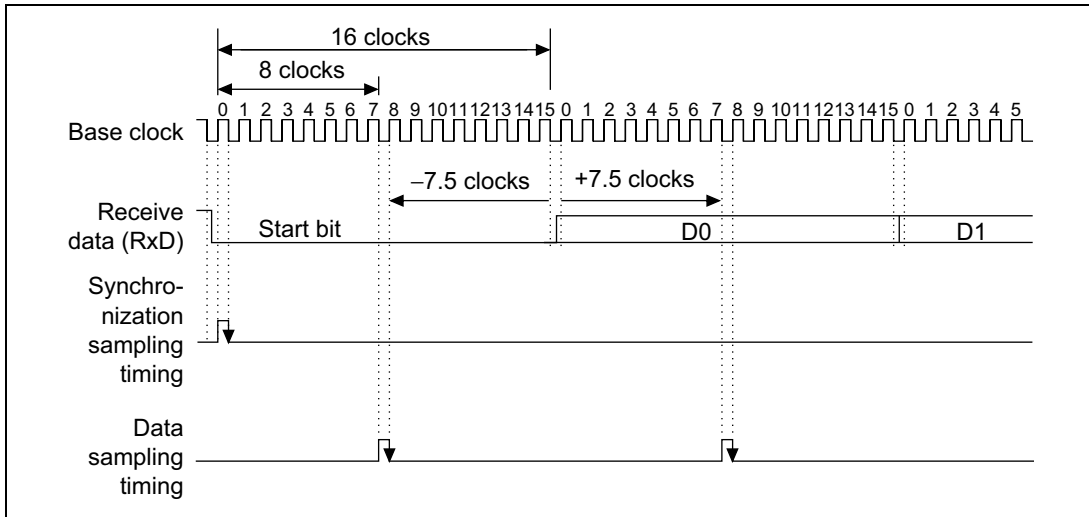 16 clocks
8 clocks
0 1 2 3 4 5 6 7 8 9 10 11 12 13 14 15 0 1 2 3 4 5 6 7 8 9 10 11 12 13 14 15 0 1 2 3 4 5
Base clock
–7.5 clocks +7.5 clocks
Receive
data (RxD)
Start bit D0 D1
Synchro-
nization
sampling
timing
Data
sampling
timing